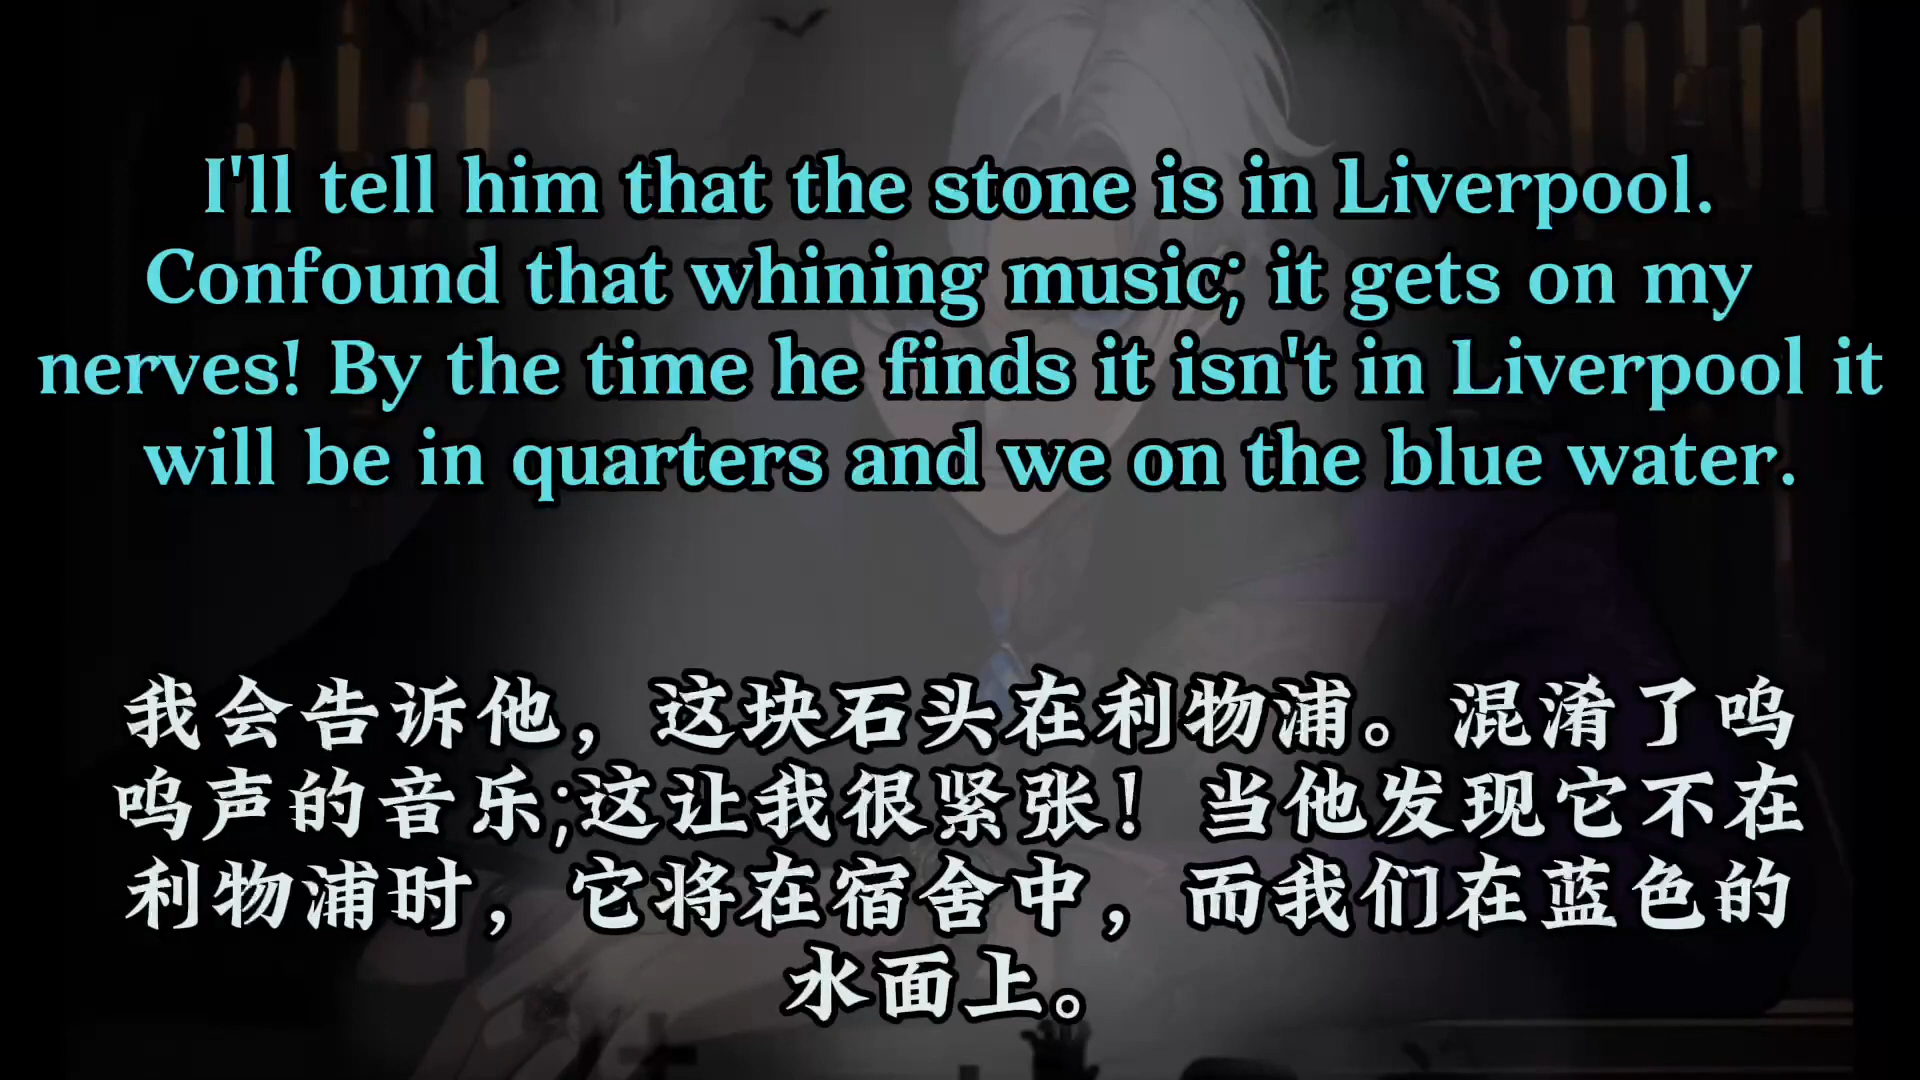 I'll tell him that the stone is in Liverpool.
Confound that whining music; it gets on my
nerves! By the time he finds it isn't in Liverpool it
will be in quarters and we on the blue water.
我会告诉他，这块石头在利物浦。混淆了呜
呜声的音乐;这让我很紧张！当他发现它不在
利物浦时，它将在宿舍中，而我们在蓝色的
水面上。